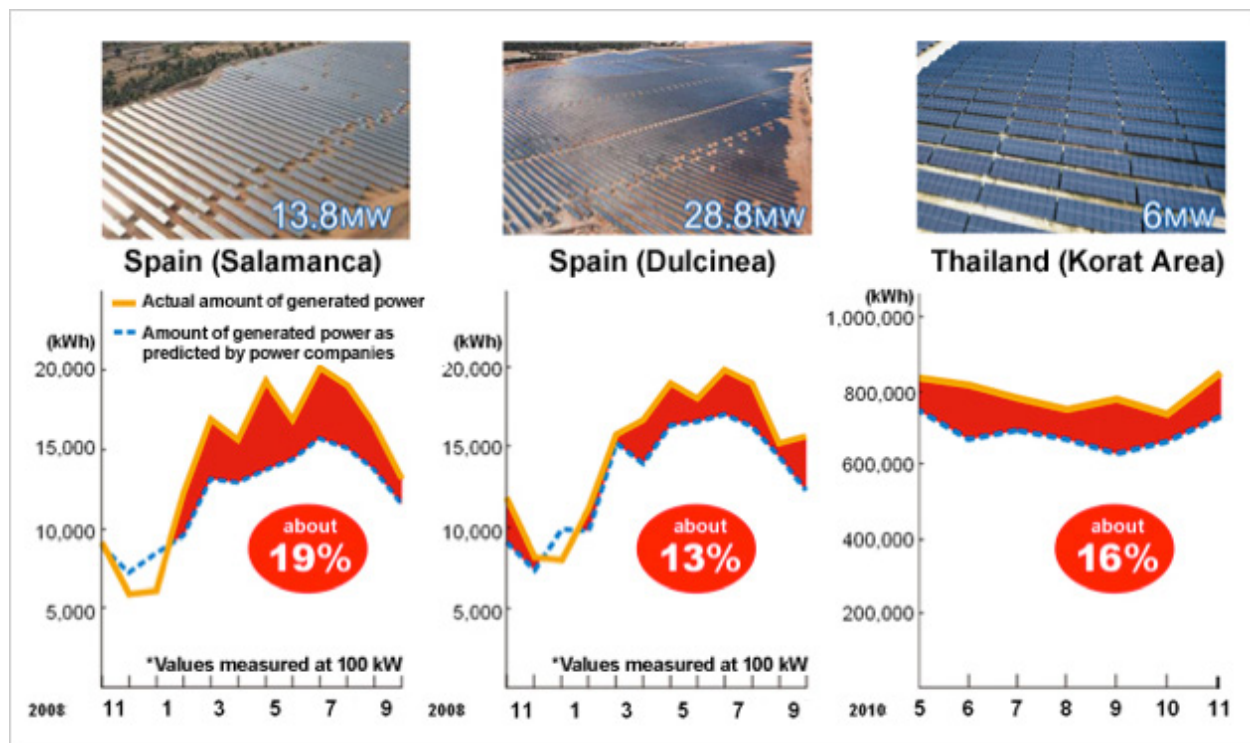 13.8MW
28.8MW
6MW
Spain (Salamanca)
Spain (Dulcinea)
Thailand (Korat Area)
Actual amount of generated power
Amount of generated power as
predicted by power companies
(kWh)
20,000
15,000
10,000
5,000
about
19%
*Values measured at 100 kW
2008 11 1 3 5 7 9
(kWh)
20,000
15,000
10,000
5,000
about
13%
*Values measured at 100 kW
2008 11 1 3 5 7 9
(kWh)
1,000,000
800,000
600,000
400,000
200,000
about
16%
2010 5 6 7 8 9 10 11